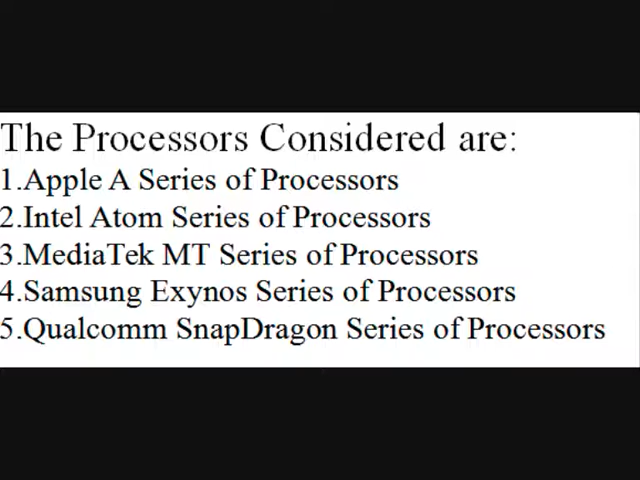 The Processors Considered are:
1.Apple A Series of Processors
2.Intel Atom Series of Processors
3.MediaTek MT Series of Processors
4.Samsung Exynos Series of Processors
5.Qualcomm SnapDragon Series of Processors